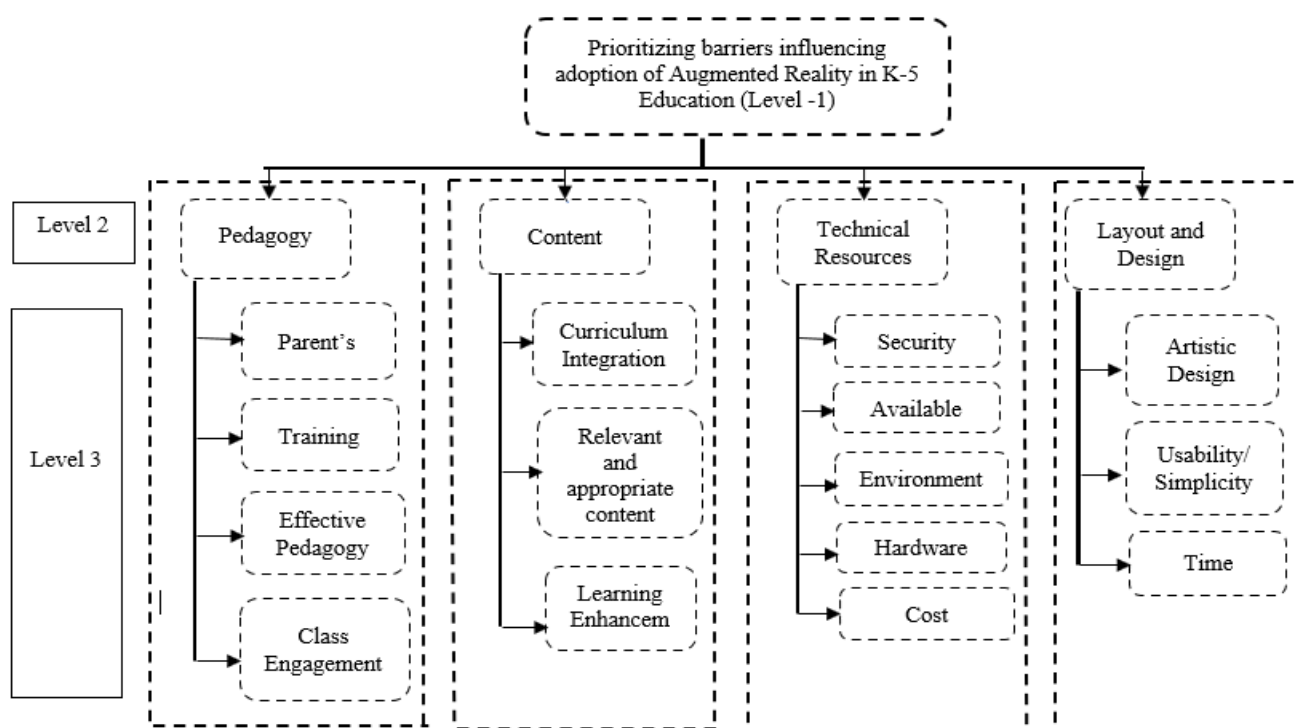 Prioritizing barriers influencing
adoption of Augmented Reality in K-5
Education (Level -1)
Level 2
Pedagogy
Content
Technical
Resources
Layout and
Design
Level 3
Parent's
Training
Effective
Pedagogy
Class
Engagement
Curriculum
Integration
Relevant
and
appropriate
content
Learning
Enhancem
Security
Available
Environment
Hardware
Cost
Artistic
Design
Usability/
Simplicity
Time